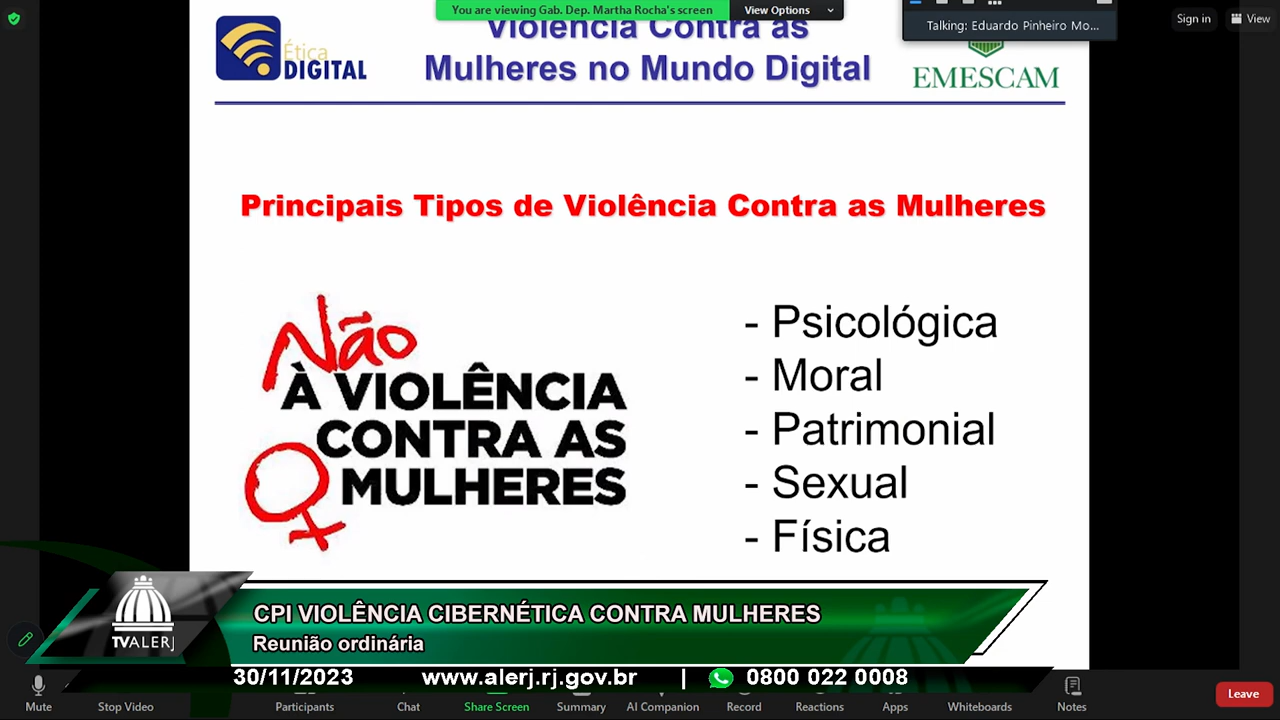 You are viewing Gab. Dep. Martha Rocha's screen
View Options
Talking: Eduardo Pinheiro Mo...
Sign in
View
Ética
DIGITAL
Violência Contra as
Mulheres no Mundo Digital
EMESCAM
Principais Tipos de Violência Contra as Mulheres
Não
À VIOLÊNCIA
CONTRA AS
MULHERES
- Psicológica
- Moral
- Patrimonial
- Sexual
- Física
TVALERJ
CPI VIOLÊNCIA CIBERNÉTICA CONTRA MULHERES
Reunião ordinária
30/11/2023 www.alerj.rj.gov.br | 0800 022 0008
Mute
Stop Video
Participants
Chat
Share Screen
Summary
AI Companion
Record
Reactions
Apps
Whiteboards
Notes
Leave